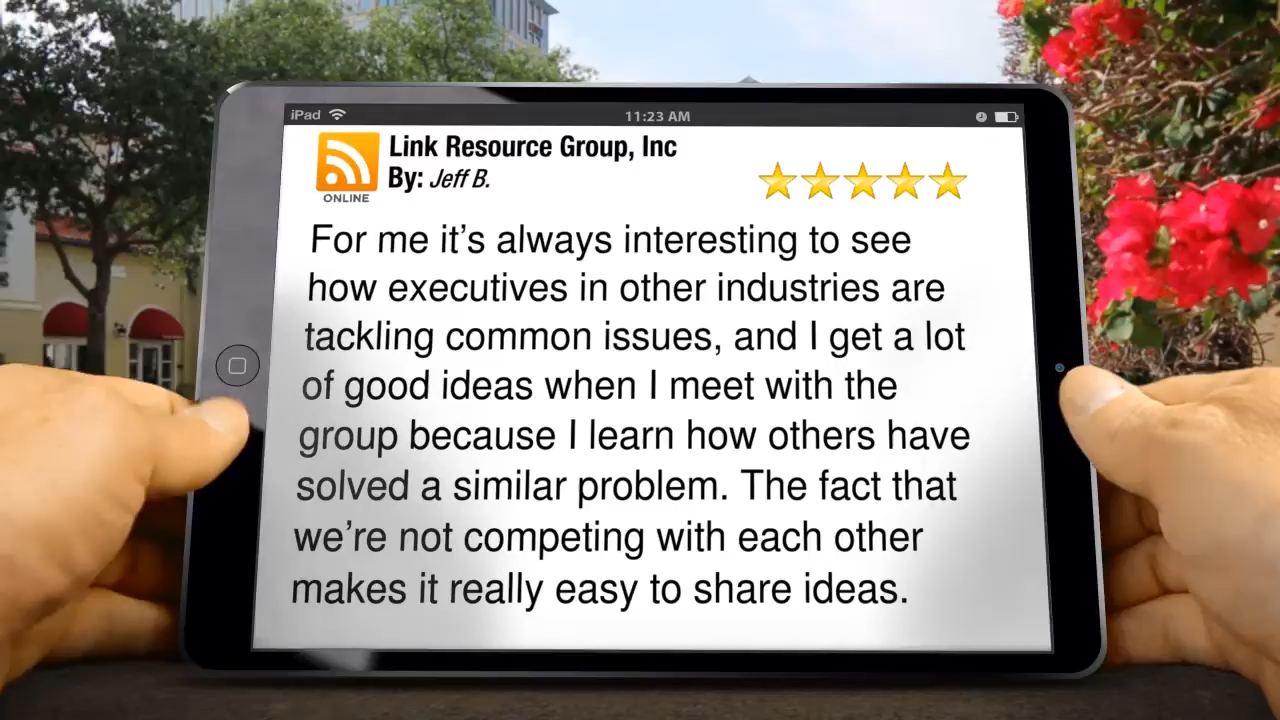 iPad 11:23 AM
Link Resource Group, Inc
By: Jeff B.
ONLINE
For me it’s always interesting to see
how executives in other industries are
tackling common issues, and I get a lot
of good ideas when I meet with the
group because I learn how others have
solved a similar problem. The fact that
we’re not competing with each other
makes it really easy to share ideas.